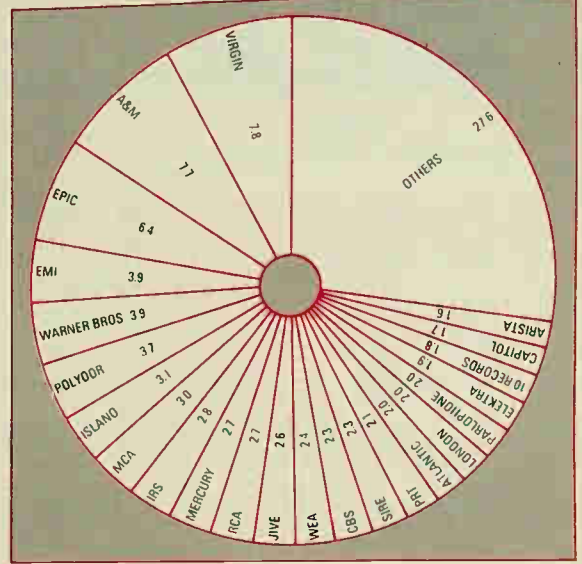 VIRGIN
7.8
A&M
7.7
EPIC
6.4
EMI
3.9
WARNER BROS 3.9
POLYDOR
3.7
ISLAND
3.1
MCA
3.0
IRS
2.8
MERCURY
2.7
RCA
2.7
JIVE
2.6
WEA
2.4
CBS
2.3
SIRE
2.3
PRT
2.1
ATLANTIC
2.0
LONDON
2.0
PARLOPHONE
2.0
ELEKTRA
1.9
10 RECORDS
1.8
CAPITOL
1.7
ARISTA
1.6
OTHERS
27.6